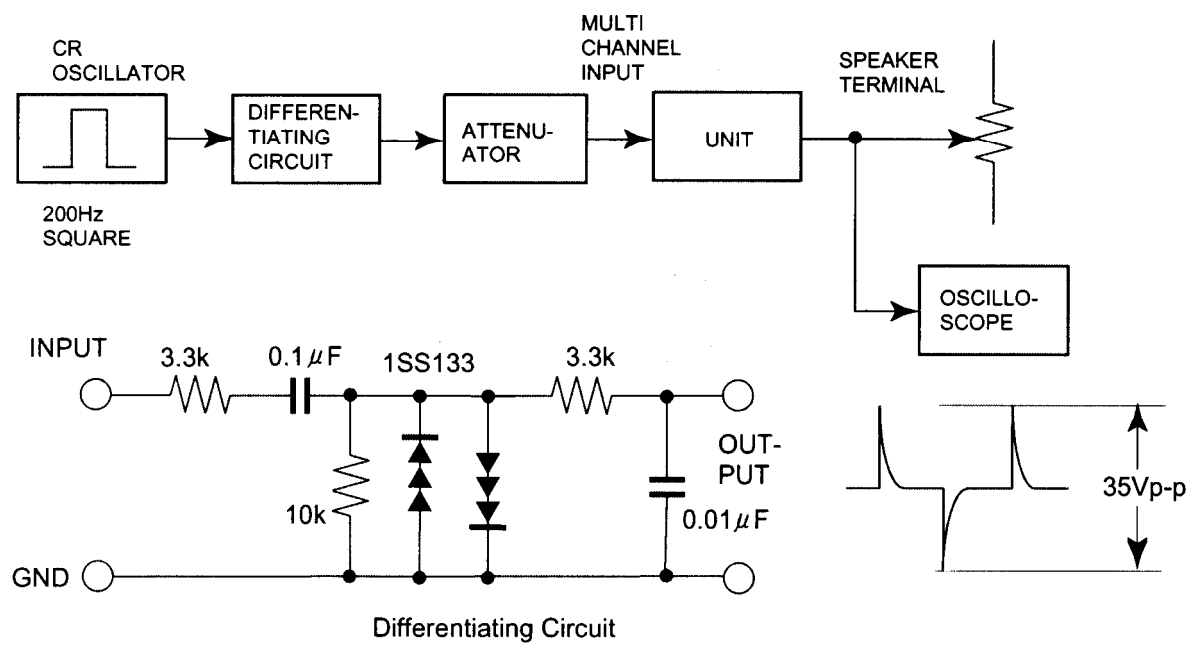 CR
OSCILLATOR
200Hz
SQUARE
DIFFEREN-
TIATING
CIRCUIT
ATTENU-
ATOR
MULTI
CHANNEL
INPUT
UNIT
SPEAKER
TERMINAL
OSCILLO-
SCOPE
INPUT
3.3k
0.1μF
1SS133
3.3k
10k
OUT-
PUT
0.01μF
GND
35Vp-p
Differentiating Circuit